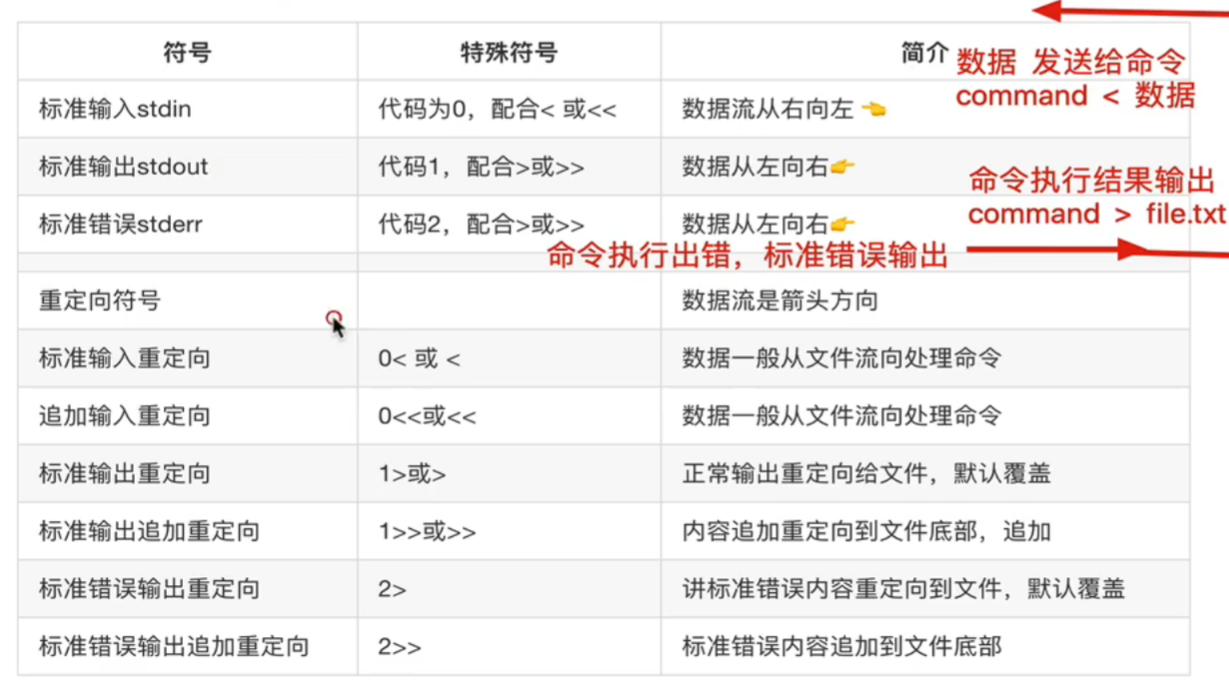 符号 特殊符号 简介
数据 发送给命令
command < 数据
标准输入stdin 代码为0，配合< 或<< 数据流从右向左 👈
标准输出stdout 代码1，配合>或>> 数据从左向右👉
命令执行结果输出
command > file.txt
标准错误stderr 代码2，配合>或>> 数据从左向右👉
命令执行出错，标准错误输出
重定向符号 数据流是箭头方向
标准输入重定向 0< 或 < 数据一般从文件流向处理命令
追加输入重定向 0<<或<< 数据一般从文件流向处理命令
标准输出重定向 1>或> 正常输出重定向给文件，默认覆盖
标准输出追加重定向 1>>或>> 内容追加重定向到文件底部，追加
标准错误输出重定向 2> 讲标准错误内容重定向到文件，默认覆盖
标准错误输出追加重定向 2>> 标准错误内容追加到文件底部